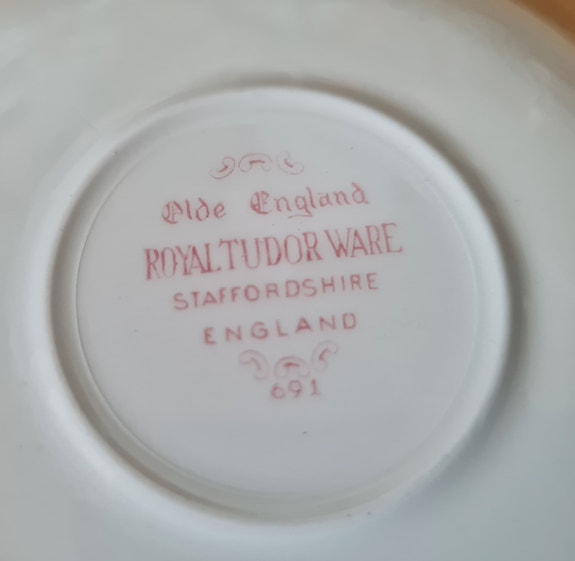 Olde England
ROYAL TUDOR WARE
STAFFORDSHIRE
ENGLAND
691